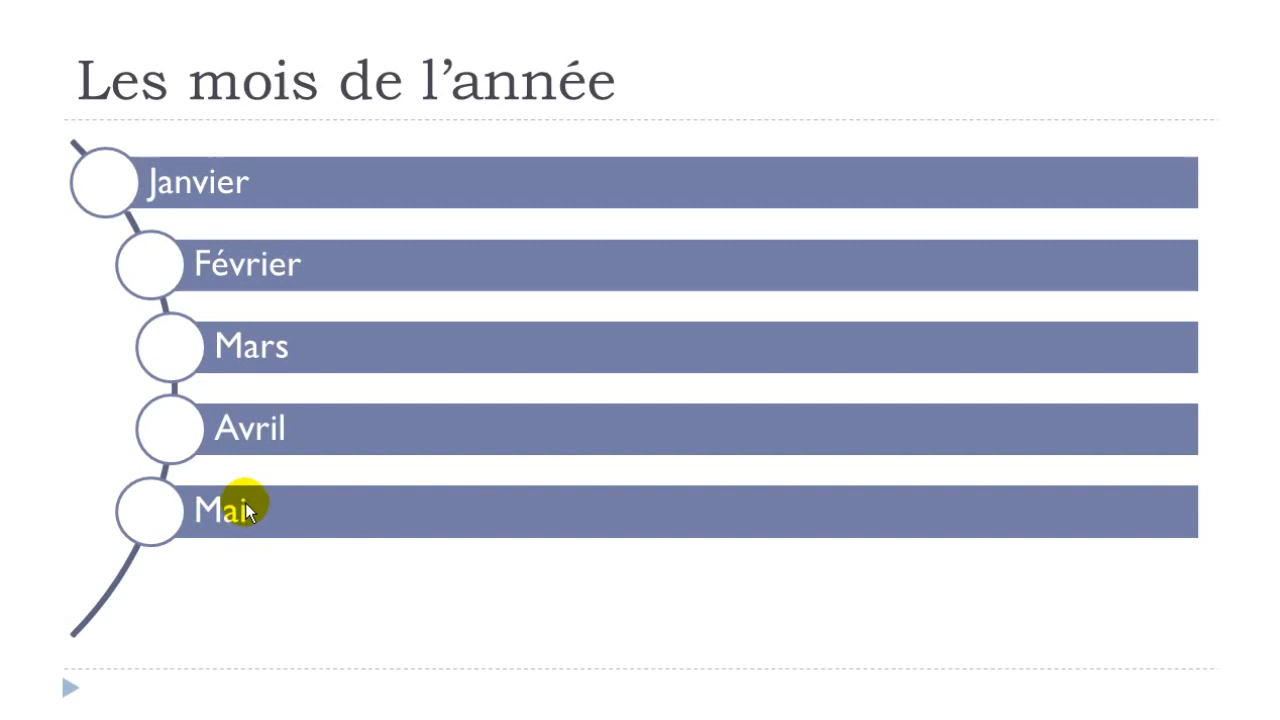 Les mois de l’année
Janvier
Février
Mars
Avril
Mai